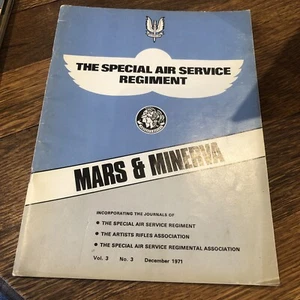 THE SPECIAL AIR SERVICE
REGIMENT
MARS & MINERVA
INCORPORATING THE JOURNALS OF
● THE SPECIAL AIR SERVICE REGIMENT
● THE ARTISTS RIFLES ASSOCIATION
● THE SPECIAL AIR SERVICE REGIMENTAL ASSOCIATION
Vol. 3 No. 3 December 1971